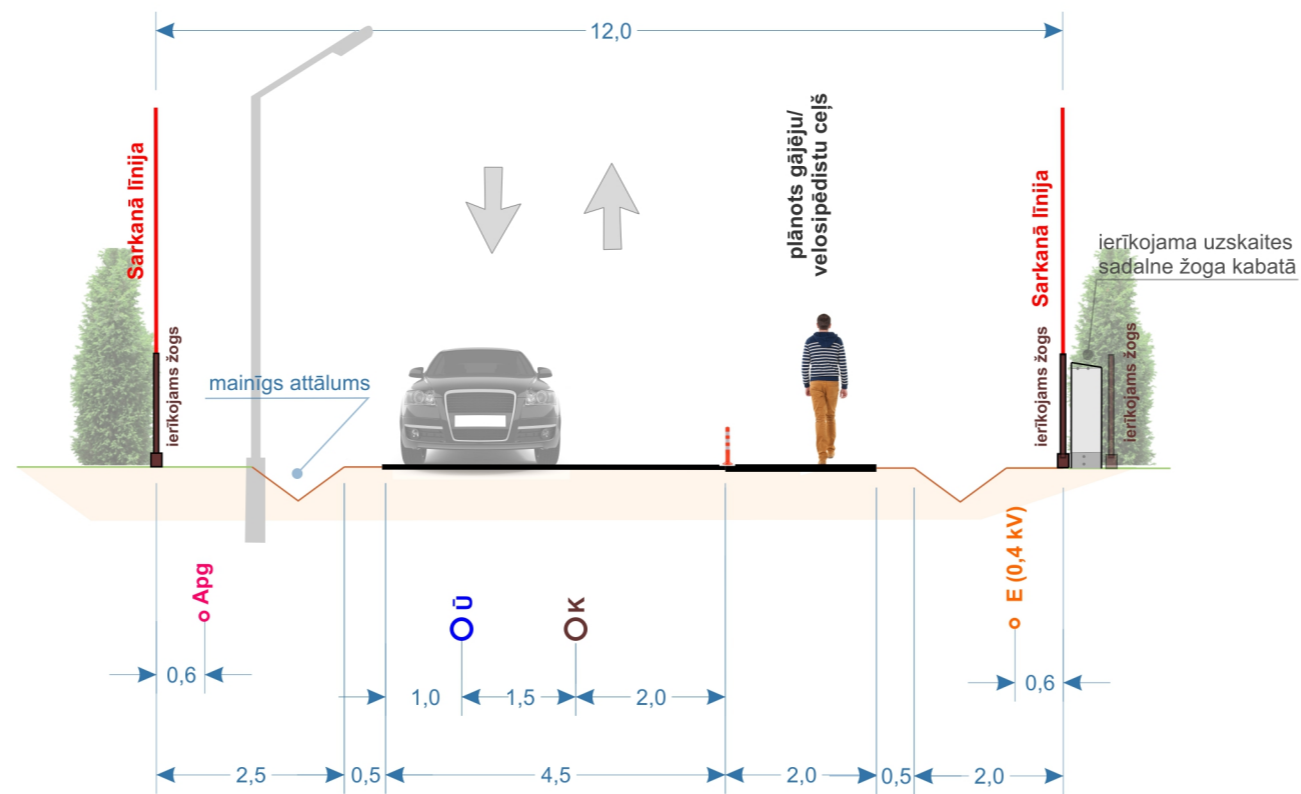 12,0
Sarkanā līnija
plānots gājēju/
velosipēdistu ceļš
Sarkanā līnija
ierīkojama uzskaites
sadalne žoga kabatā
ierīkojams žogs
mainīgs attālums
ierīkojams žogs
ierīkojams žogs
Apg
Ū
K
E (0,4 kV)
0,6
1,0
1,5
2,0
0,6
2,5
0,5
4,5
2,0
0,5
2,0